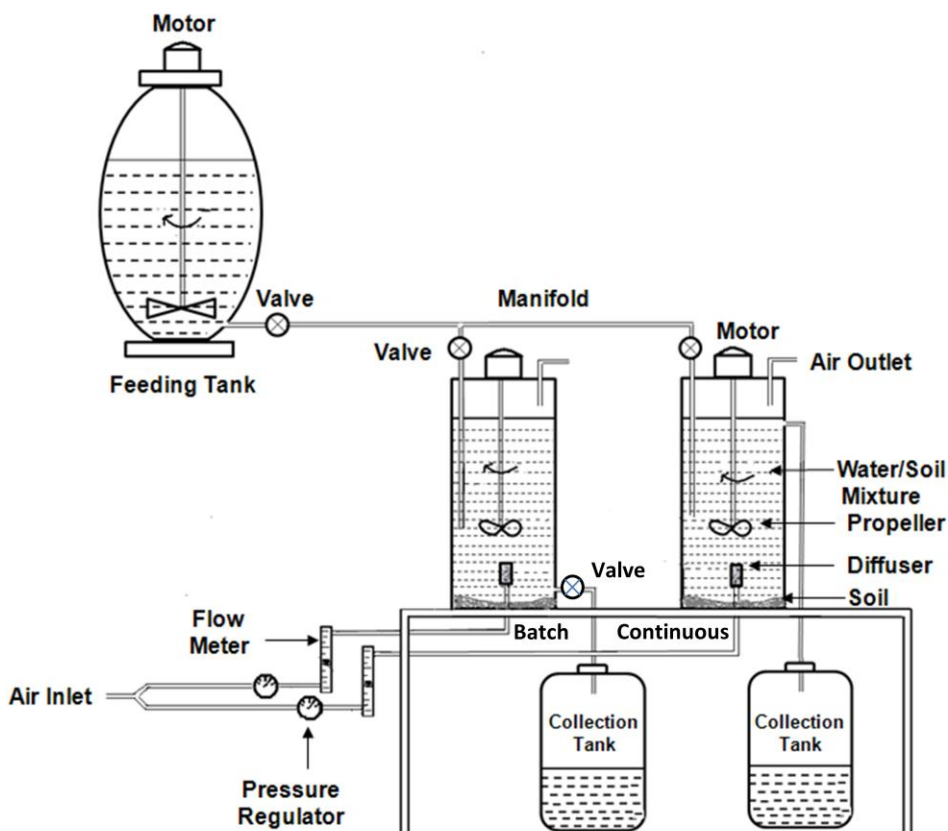 Motor
Valve
Manifold
Motor
Valve
Air Outlet
Feeding Tank
Water/Soil
Mixture
Propeller
Diffuser
Valve
Soil
Flow
Meter
Batch
Continuous
Air Inlet
Collection
Tank
Collection
Tank
Pressure
Regulator